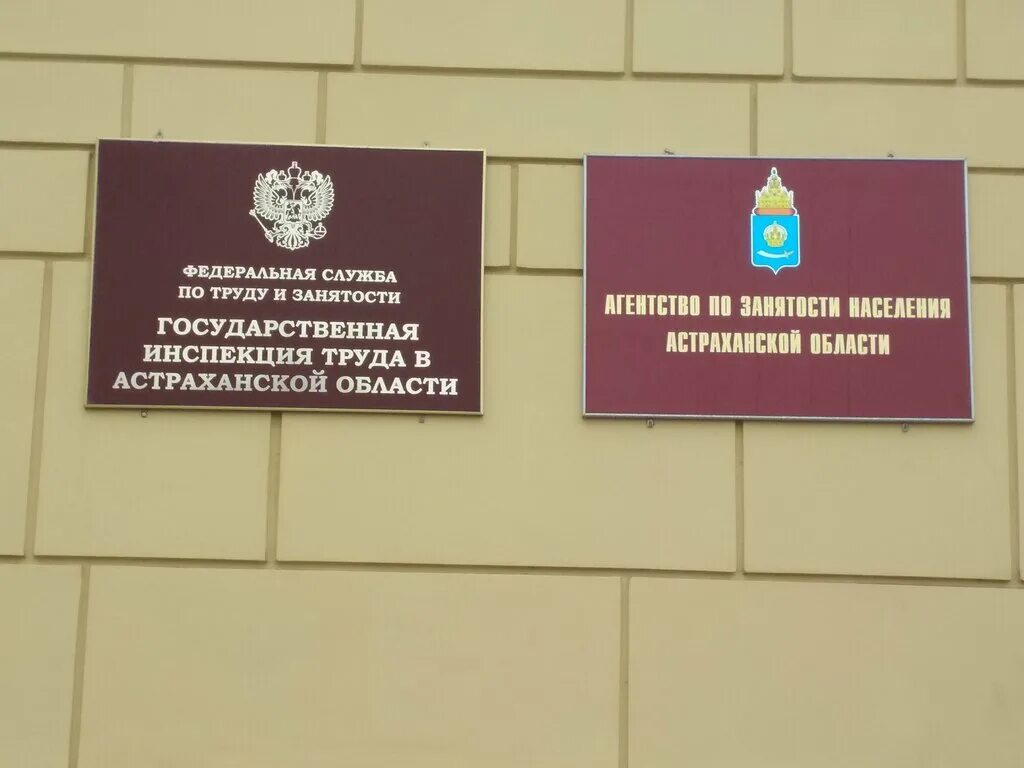 ФЕДЕРАЛЬНАЯ СЛУЖБА
ПО ТРУДУ И ЗАНЯТОСТИ
ГОСУДАРСТВЕННАЯ
ИНСПЕКЦИЯ ТРУДА В
АСТРАХАНСКОЙ ОБЛАСТИ
АГЕНТСТВО ПО ЗАНЯТОСТИ НАСЕЛЕНИЯ
АСТРАХАНСКОЙ ОБЛАСТИ